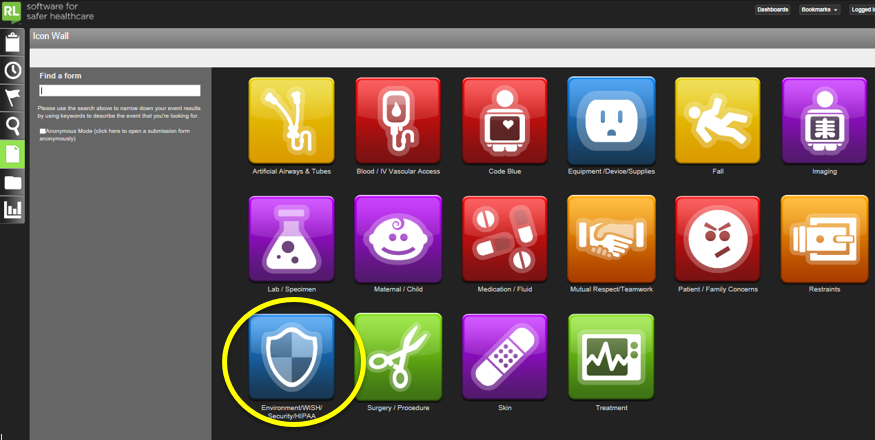 RL
software for
safer healthcare
Dashboards
Bookmarks
Logged i
Icon Wall
Find a form
Please use the search above to narrow down your event results
by using keywords to describe the event that you're looking for.
Anonymous Mode (click here to open a submission form
anonymously)
Artificial Airways & Tubes
Blood / IV Vascular Access
Code Blue
Equipment /Device/Supplies
Fall
Imaging
Lab / Specimen
Maternal / Child
Medication / Fluid
Mutual Respect/Teamwork
Patient / Family Concerns
Restraints
Environment/WISH/
Security/HIPAA
Surgery / Procedure
Skin
Treatment